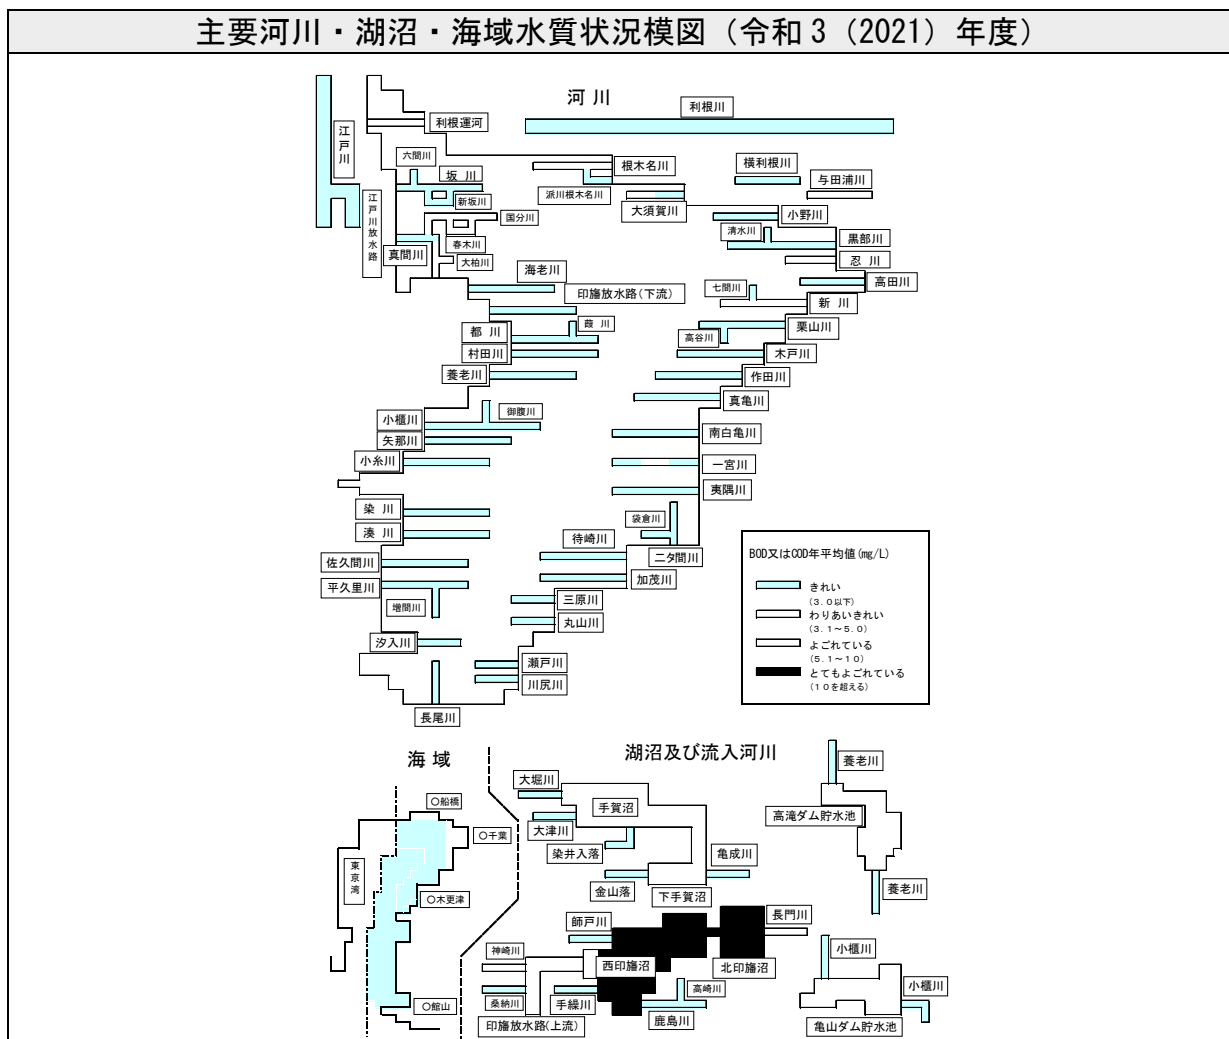 主要河川・湖沼・海域水質状況模図（令和３（2021）年度）
河 川
利根川
江戸川
利根運河
六間川
坂 川
根木名川
横利根川
与田浦川
派川根木名川
新坂川
江戸川放水路
国分川
大須賀川
小野川
清水川
黒部川
真間川
春木川
大柏川
忍 川
海老川
高田川
印旛放水路(下流)
七間川
新 川
都 川
葭 川
高谷川
栗山川
村田川
木戸川
養老川
作田川
真亀川
小櫃川
御腹川
矢那川
南白亀川
小糸川
一宮川
夷隅川
染 川
袋倉川
湊 川
待崎川
二タ間川
佐久間川
加茂川
平久里川
増間川
三原川
丸山川
汐入川
瀬戸川
川尻川
長尾川
BOD又はCOD年平均値(mg/L)
きれい
(３.０以下)
わりあいきれい
(３.１～５.０)
よごれている
(５.１～１０)
とてもよごれている
(１０を超える)
海 域
〇船橋
〇千葉
東京湾
〇木更津
〇館山
湖沼及び流入河川
大堀川
手賀沼
大津川
染井入落
亀成川
金山落
下手賀沼
養老川
高滝ダム貯水池
養老川
師戸川
長門川
神崎川
西印旛沼
北印旛沼
桑納川
手繰川
高崎川
印旛放水路(上流)
鹿島川
小櫃川
小櫃川
亀山ダム貯水池